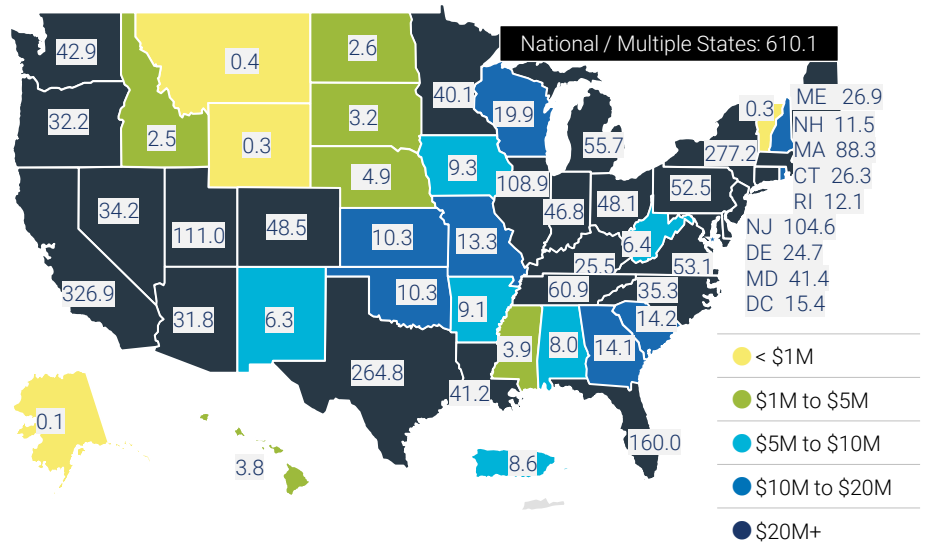 National / Multiple States: 610.1
42.9
0.4
2.6
40.1
19.9
0.3
ME 26.9
32.2
2.5
0.3
3.2
55.7
277.2
NH 11.5
MA 88.3
4.9
9.3
108.9
52.5
CT 26.3
34.2
111.0
48.5
10.3
13.3
46.8
48.1
6.4
RI 12.1
NJ 104.6
DE 24.7
MD 41.4
DC 15.4
326.9
31.8
6.3
10.3
9.1
25.5
53.1
60.9
35.3
14.2
264.8
41.2
3.9
8.0
14.1
160.0
0.1
3.8
8.6
< $1M
$1M to $5M
$5M to $10M
$10M to $20M
$20M+